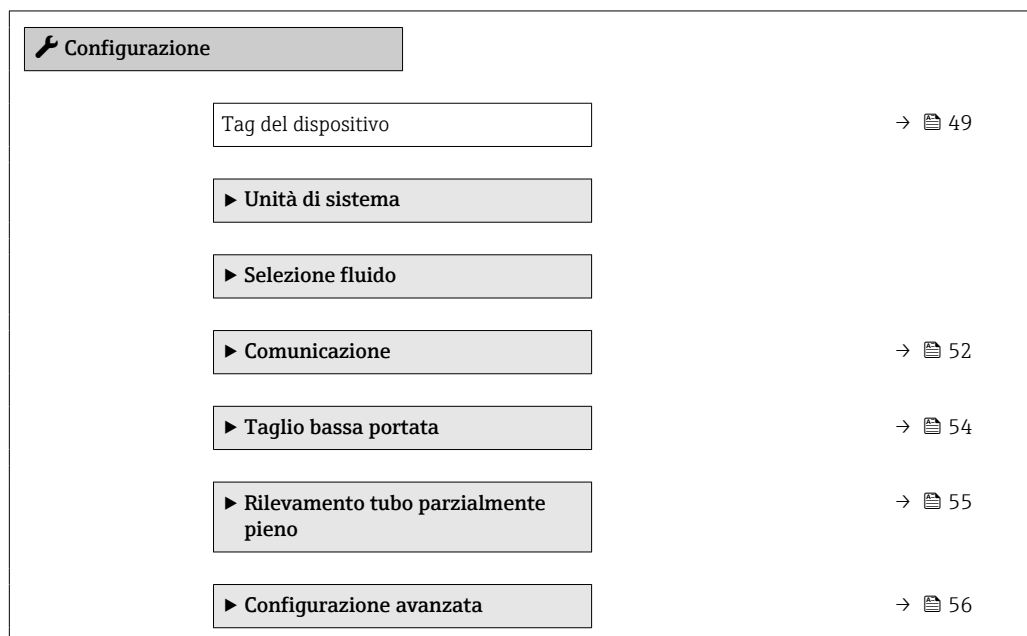 Configurazione
Tag del dispositivo → 49
▶ Unità di sistema
▶ Selezione fluido
▶ Comunicazione → 52
▶ Taglio bassa portata → 54
▶ Rilevamento tubo parzialmente → 55
pieno
▶ Configurazione avanzata → 56